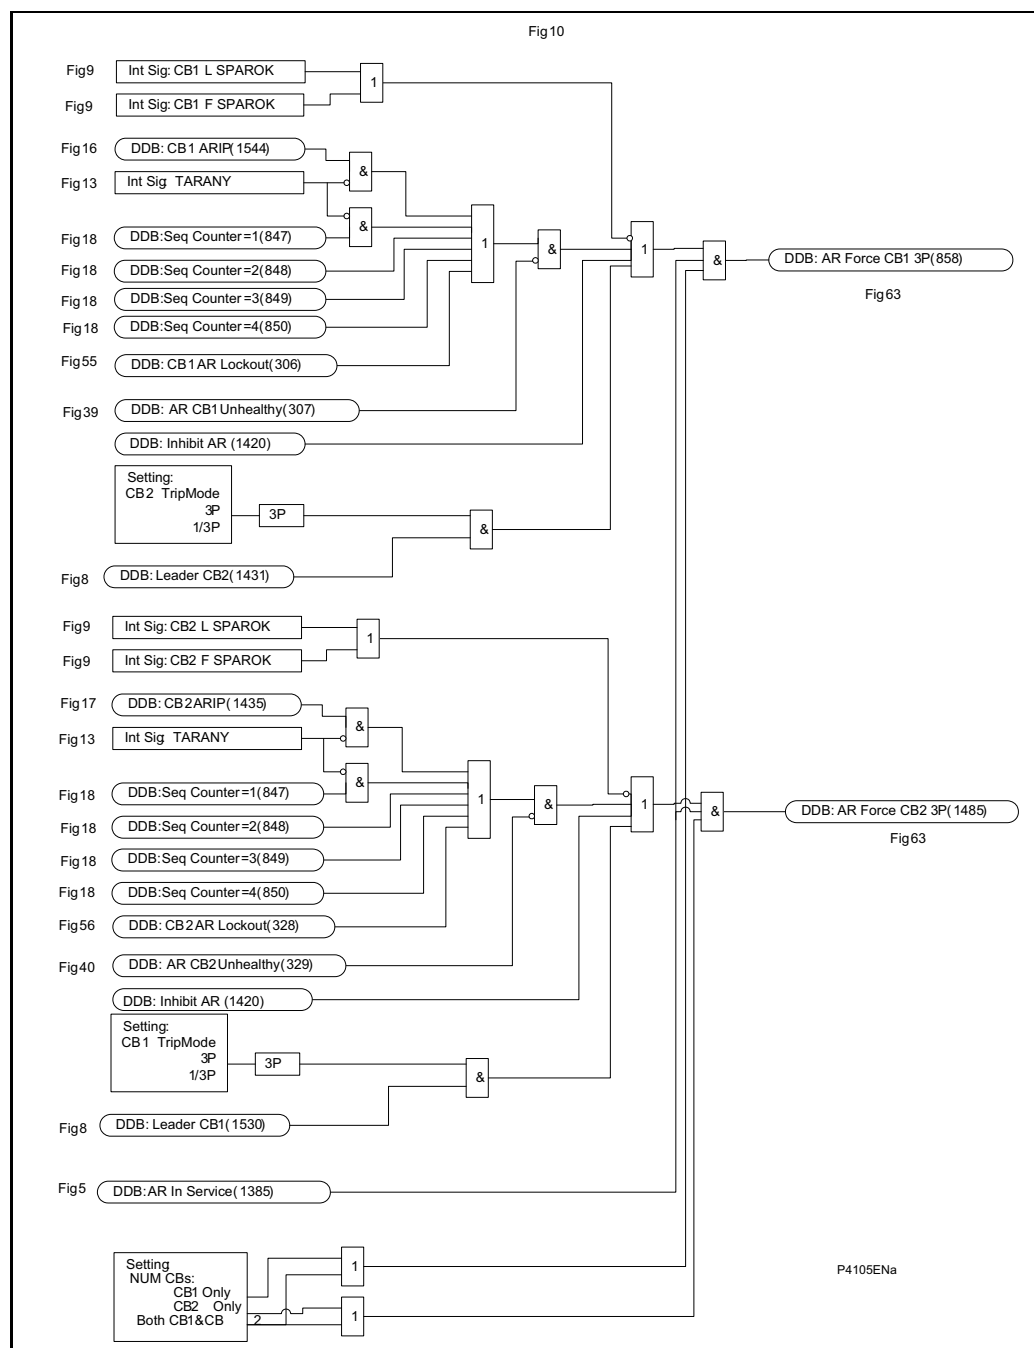 Fig10
Fig9 Int Sig: CB1 L SPAROK
1
Fig9 Int Sig: CB1 F SPAROK
Fig16 DDB: CB1 ARIP(1544)
&
Fig13 Int Sig: TARANY
&
Fig18 DDB:Seq Counter=1(847)
1
&
1
&
DDB: AR Force CB1 3P(858)
Fig63
Fig18 DDB:Seq Counter=2(848)
Fig18 DDB:Seq Counter=3(849)
Fig18 DDB:Seq Counter=4(850)
Fig55 DDB: CB1 AR Lockout(306)
Fig39 DDB: AR CB1 Unhealthy(307)
DDB: Inhibit AR (1420)
Setting:
CB2 TripMode
3P
1/3P
3P
&
Fig8 DDB: Leader CB2(1431)
Fig9 Int Sig: CB2 L SPAROK
1
Fig9 Int Sig: CB2 F SPAROK
Fig17 DDB: CB2ARIP(1435)
&
Fig13 Int Sig: TARANY
&
Fig18 DDB:Seq Counter=1(847)
1
&
1
&
DDB: AR Force CB2 3P(1485)
Fig63
Fig18 DDB:Seq Counter=2(848)
Fig18 DDB:Seq Counter=3(849)
Fig18 DDB:Seq Counter=4(850)
Fig56 DDB: CB2AR Lockout(328)
Fig40 DDB: AR CB2Unhealthy(329)
DDB: Inhibit AR (1420)
Setting:
CB1 TripMode
3P
1/3P
3P
&
Fig8 DDB: Leader CB1(1530)
Fig5 DDB:AR In Service(1385)
Setting
NUM CBs:
CB1 Only
CB2 Only
Both CB1&CB 2
1
1
P4105ENa